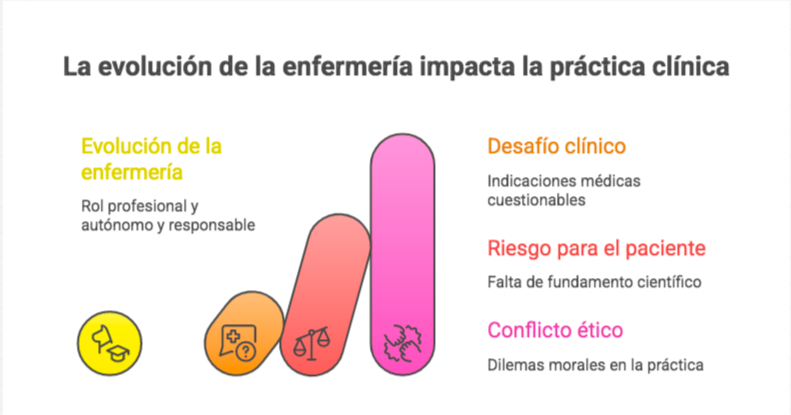 La evolución de la enfermería impacta la práctica clínica
Evolución de la
enfermería
Rol profesional y
autónomo y responsable
Desafío clínico
Indicaciones médicas
cuestionables
Riesgo para el paciente
Falta de fundamento científico
Conflicto ético
Dilemas morales en la práctica
?